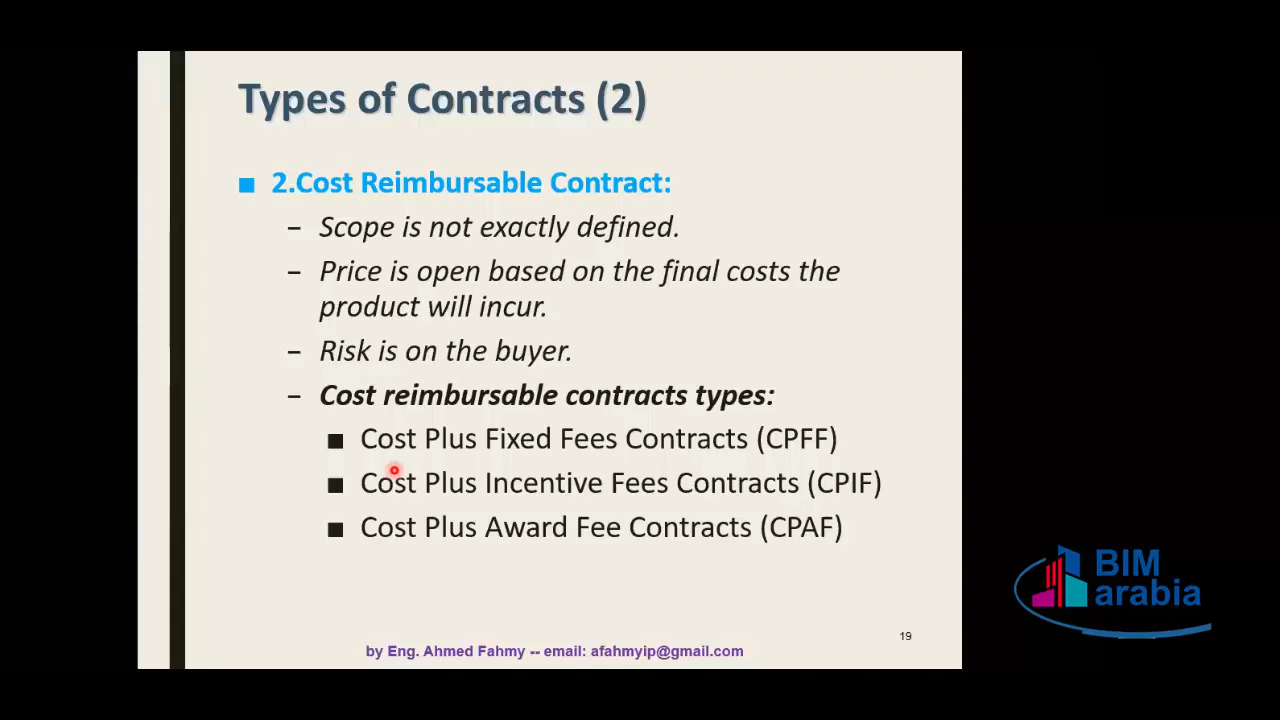 Types of Contracts (2)
■ 2.Cost Reimbursable Contract:
– Scope is not exactly defined.
– Price is open based on the final costs the
product will incur.
– Risk is on the buyer.
– Cost reimbursable contracts types:
■ Cost Plus Fixed Fees Contracts (CPFF)
■ Cost Plus Incentive Fees Contracts (CPIF)
■ Cost Plus Award Fee Contracts (CPAF)
BIM
arabia
19
by Eng. Ahmed Fahmy -- email: afahmyip@gmail.com